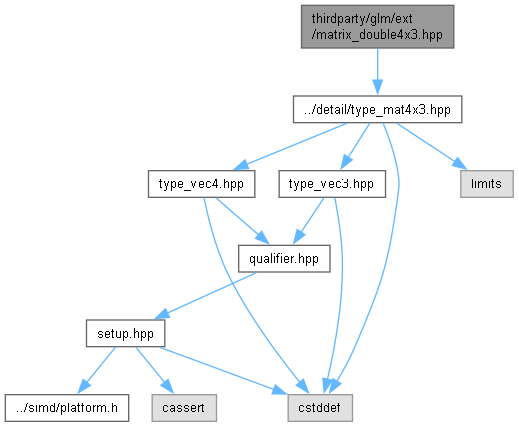 thirdparty/glm/ext
/matrix_double4x3.hpp
../detail/type_mat4x3.hpp
type_vec4.hpp
type_vec3.hpp
limits
qualifier.hpp
setup.hpp
../simd/platform.h
cassert
cstddef